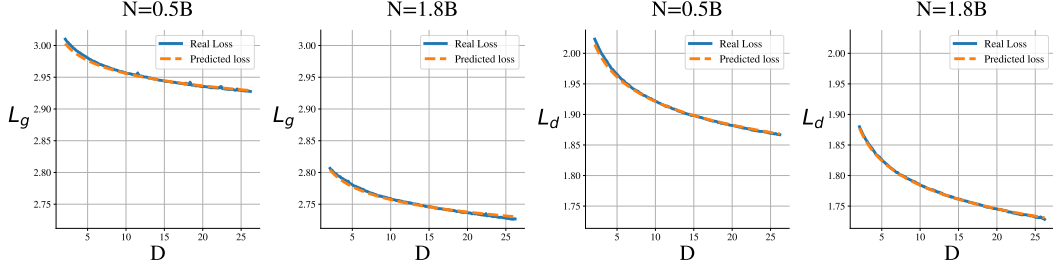 N=0.5B
3.00
2.95
2.90
2.85
2.80
2.75
L_g
5 10 15 20 25
D
Real Loss
Predicted loss
N=1.8B
3.00
2.95
2.90
2.85
2.80
2.75
L_g
5 10 15 20 25
D
Real Loss
Predicted loss
N=0.5B
2.00
1.95
1.90
1.85
1.80
1.75
L_d
5 10 15 20 25
D
Real Loss
Predicted loss
N=1.8B
2.00
1.95
1.90
1.85
1.80
1.75
L_d
5 10 15 20 25
D
Real Loss
Predicted loss